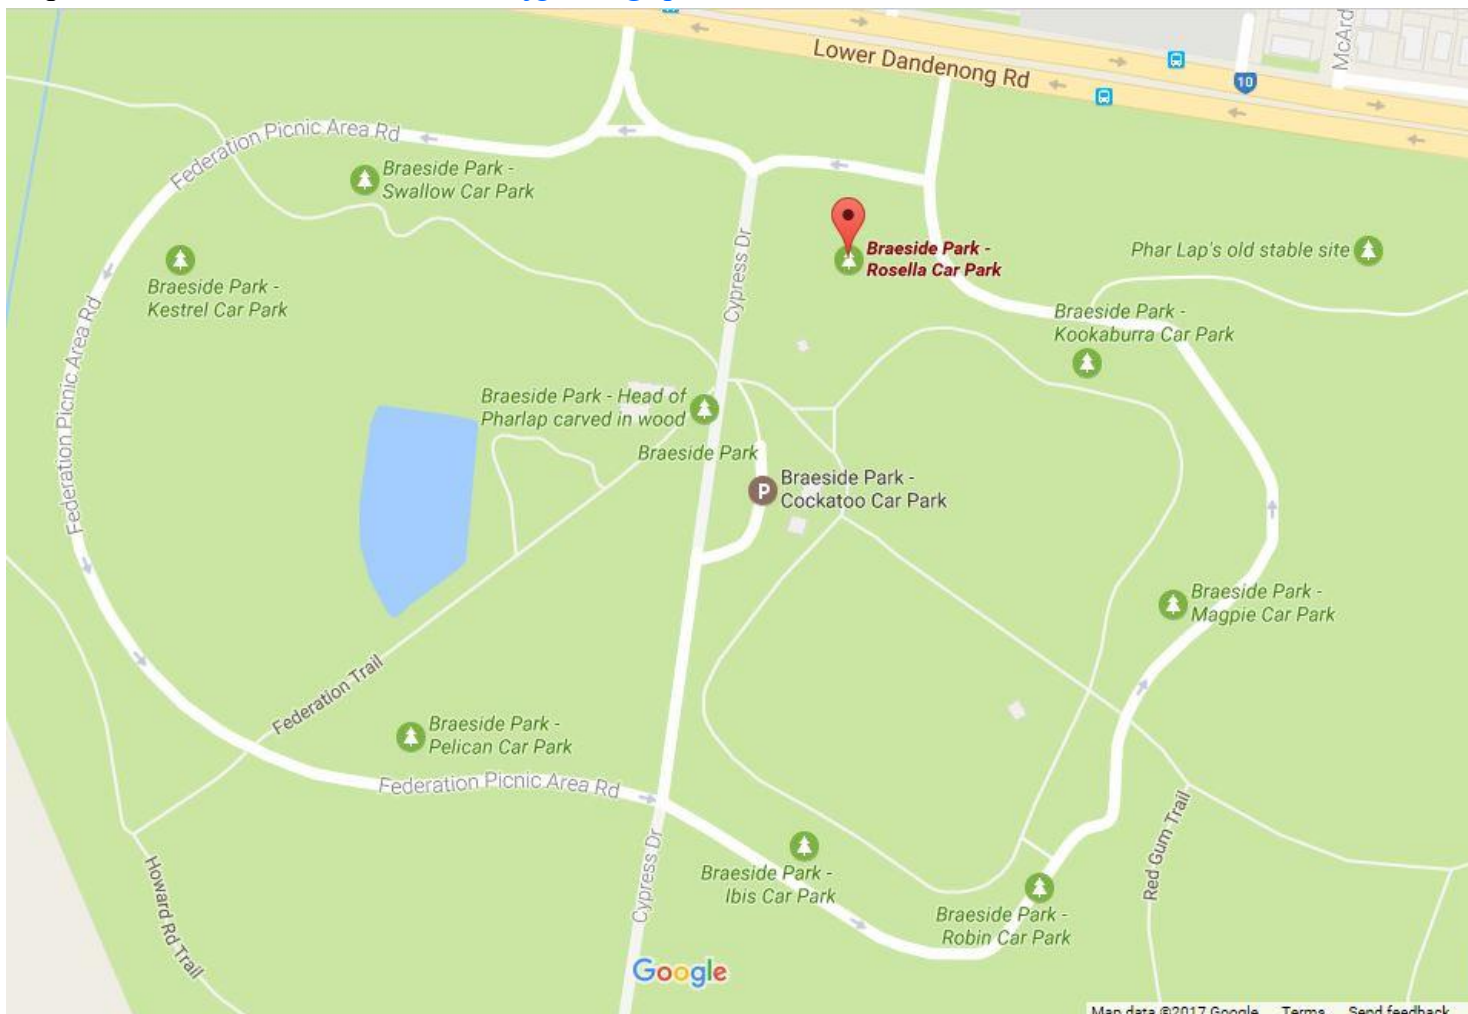 Lower Dandenong Rd
10
McArd
Federation Picnic Area Rd
Braeside Park -
Swallow Car Park
Braeside Park -
Rosella Car Park
Phar Lap's old stable site
Braeside Park -
Kestrel Car Park
Cypress Dr
Braeside Park -
Kookaburra Car Park
Federation Picnic Area Rd
Federation Picnic Area Rd
Braeside Park - Head of
Pharlap carved in wood
Braeside Park
P
Braeside Park -
Cockatoo Car Park
Braeside Park -
Magpie Car Park
Federation Trail
Braeside Park -
Pelican Car Park
Federation Picnic Area Rd
Cypress Dr
Braeside Park -
Ibis Car Park
Red Gum Trail
Braeside Park -
Robin Car Park
Howard Rd Trail
Google
Map data ©2017 Google
Terms
Send feedback